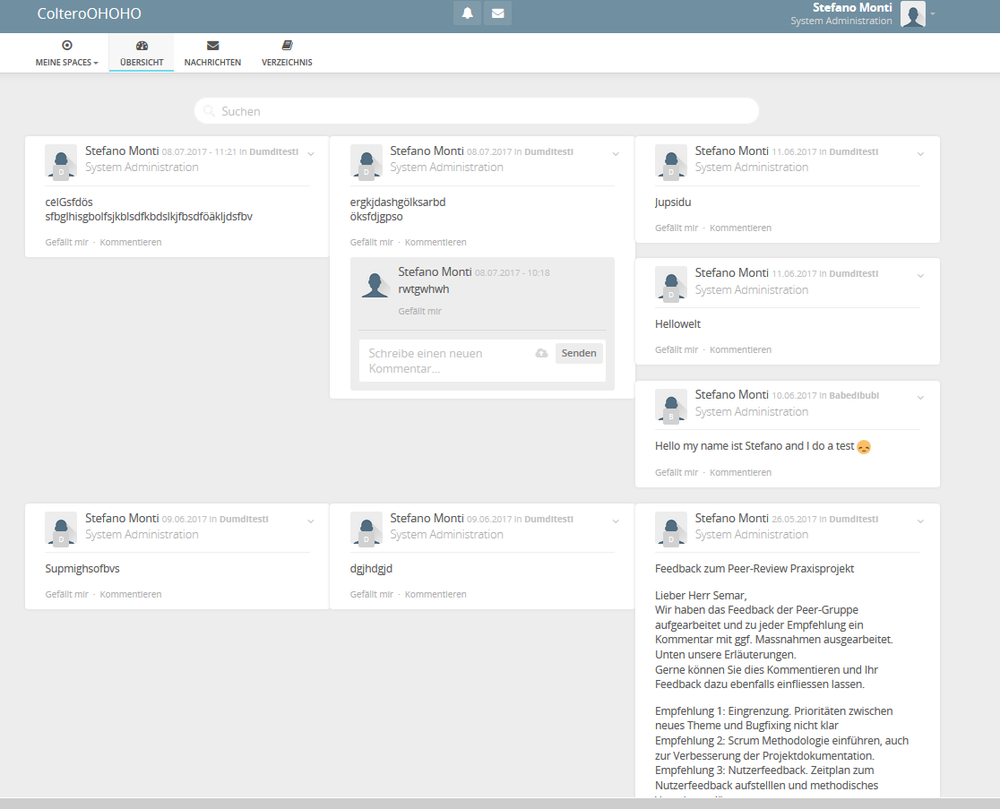 ColteroOHOHO
Stefano Monti
System Administration
MEINE SPACES
ÜBERSICHT
NACHRICHTEN
VERZEICHNIS
Suchen
Stefano Monti 08.07.2017 - 11:21 in Dumditesti
System Administration
D
celGsfdös
sfbglhisgbolfsjkblsdfkbdslkjfbsdföäkljdsfbv
Gefällt mir · Kommentieren
Stefano Monti 08.07.2017 in Dumditesti
System Administration
D
ergkjdashgölksarbd
öksfdjgpso
Gefällt mir · Kommentieren
Stefano Monti 08.07.2017 - 10:18
rwtgwhwh
Gefällt mir
Schreibe einen neuen
Kommentar...
Senden
Stefano Monti 11.06.2017 in Dumditesti
System Administration
D
Jupsidu
Gefällt mir · Kommentieren
Stefano Monti 11.06.2017 in Dumditesti
System Administration
D
Hellowelt
Gefällt mir · Kommentieren
Stefano Monti 10.06.2017 in Babedibubi
System Administration
B
Hello my name ist Stefano and I do a test
Gefällt mir · Kommentieren
Stefano Monti 09.06.2017 in Dumditesti
System Administration
D
Supmighsofbvs
Gefällt mir · Kommentieren
Stefano Monti 09.06.2017 in Dumditesti
System Administration
D
dgjhdgjd
Gefällt mir · Kommentieren
Stefano Monti 26.05.2017 in Dumditesti
System Administration
D
Feedback zum Peer-Review Praxisprojekt
Lieber Herr Semar,
Wir haben das Feedback der Peer-Gruppe
aufgearbeitet und zu jeder Empfehlung ein
Kommentar mit ggf. Massnahmen ausgearbeitet.
Unten unsere Erläuterungen.
Gerne können Sie dies Kommentieren und Ihr
Feedback dazu ebenfalls einfliessen lassen.
Empfehlung 1: Eingrenzung. Prioritäten zwischen
neues Theme und Bugfixing nicht klar
Empfehlung 2: Scrum Methodologie einführen, auch
zur Verbesserung der Projektdokumentation.
Empfehlung 3: Nutzerfeedback. Zeitplan zum
Nutzerfeedback aufstelllen und methodisches